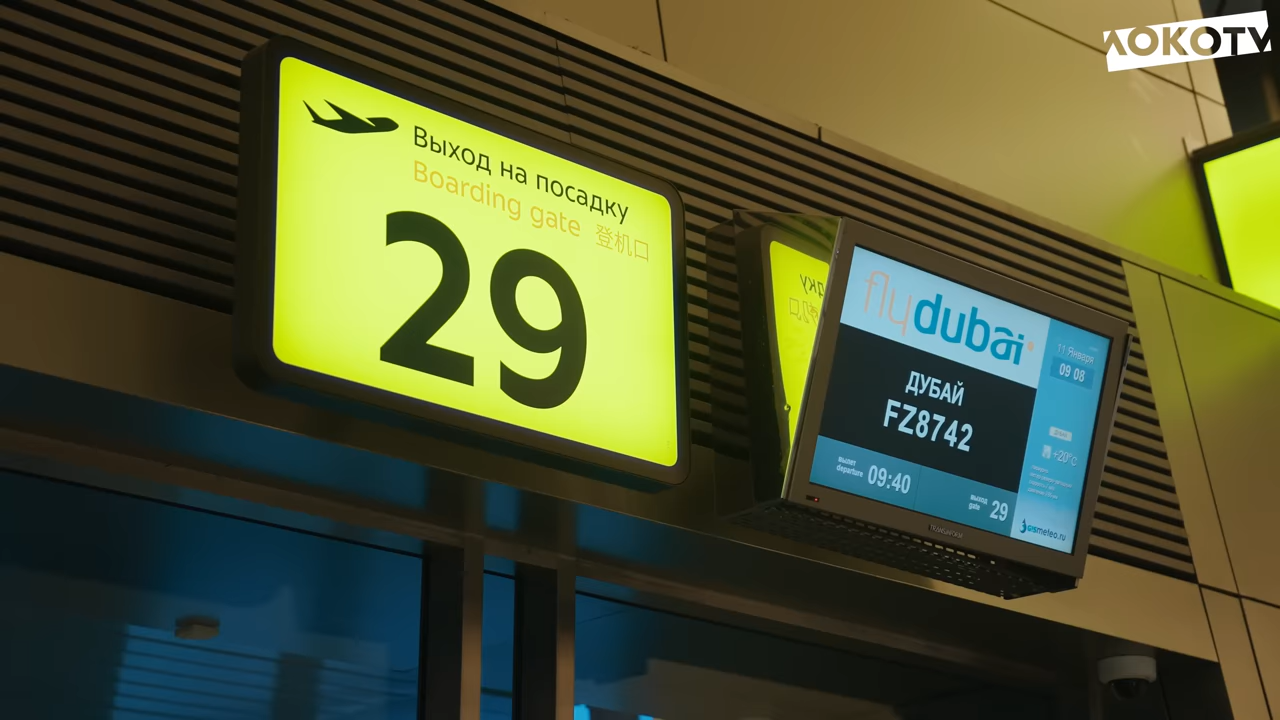 ЛОКОTV
Выход на посадку
Boarding gate 登机口
29
flydubai
11 Января
09 08
ДУБАЙ
FZ8742
+20°C
вылет
departure 09:40
выход
gate 29
gismeteo.ru